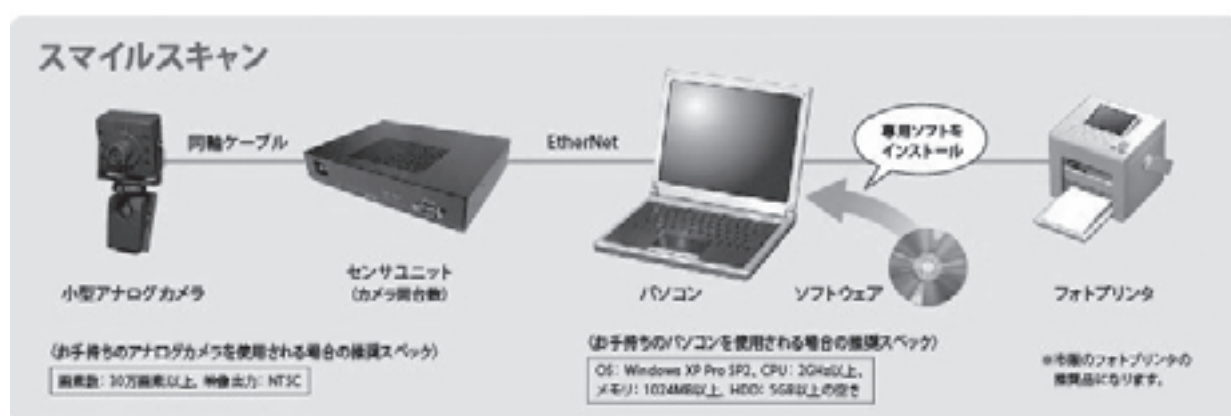 スマイルスキャン
同軸ケーブル
EtherNet
専用ソフトを
インストール
小型アナログカメラ
センサユニット
(カメラ同台数)
パソコン
ソフトウェア
フォトプリンタ
(お手持ちのアナログカメラを使用される場合の推奨スペック)
画素数: 30万画素以上, 映像出力: NTSC
(お手持ちのパソコンを使用される場合の推奨スペック)
OS: Windows XP Pro SP2, CPU: 2GHz以上,
メモリ: 1024MB以上, HDD: 5GB以上の空き
※市販のフォトプリンタの
推奨品になります。